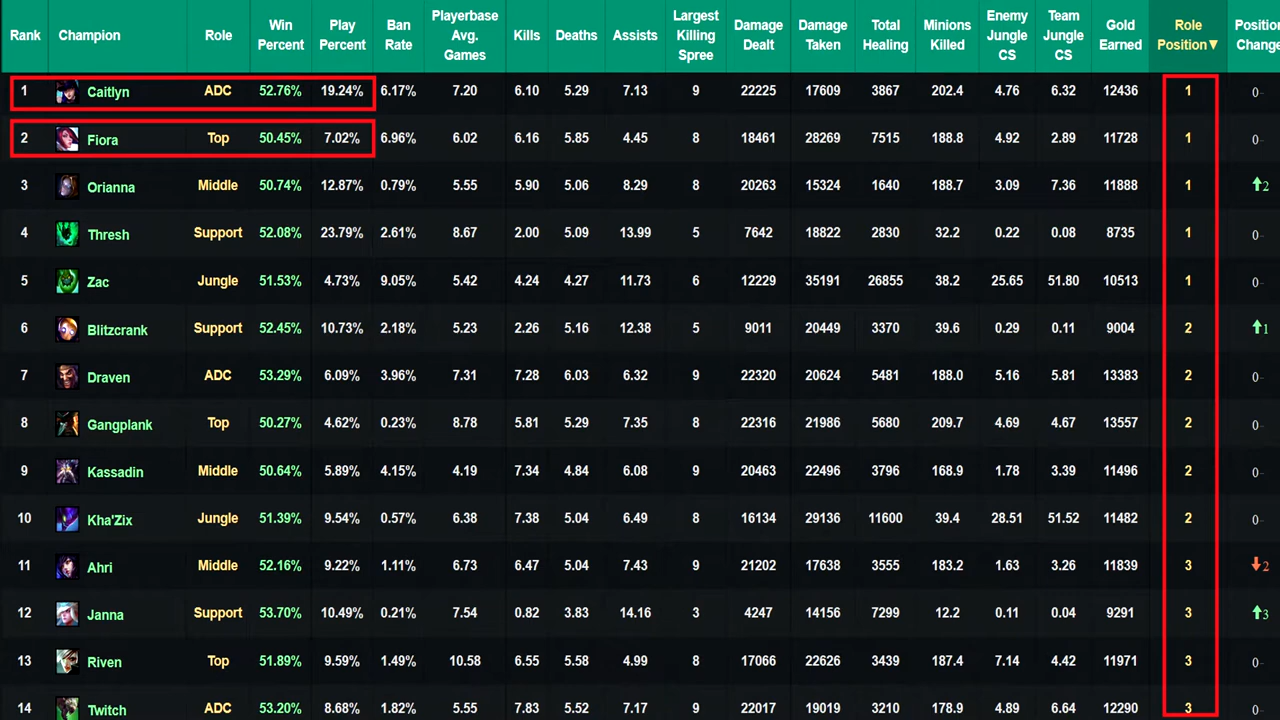 Rank Champion Role Win Percent Play Percent Ban Rate Playerbase Avg. Games Kills Deaths Assists Largest Killing Spree Damage Dealt Damage Taken Total Healing Minions Killed Enemy Jungle CS Team Jungle CS Gold Earned Role Position▼ Position Change
1 Caitlyn ADC 52.76% 19.24% 6.17% 7.20 6.10 5.29 7.13 9 22225 17609 3867 202.4 4.76 6.32 12436 1 0-
2 Fiora Top 50.45% 7.02% 6.96% 6.02 6.16 5.85 4.45 8 18461 28269 7515 188.8 4.92 2.89 11728 1 0-
3 Orianna Middle 50.74% 12.87% 0.79% 5.55 5.90 5.06 8.29 8 20263 15324 1640 188.7 3.09 7.36 11888 1 ↑2
4 Thresh Support 52.08% 23.79% 2.61% 8.67 2.00 5.09 13.99 5 7642 18822 2830 32.2 0.22 0.08 8735 1 0-
5 Zac Jungle 51.53% 4.73% 9.05% 5.42 4.24 4.27 11.73 6 12229 35191 26855 38.2 25.65 51.80 10513 1 0-
6 Blitzcrank Support 52.45% 10.73% 2.18% 5.23 2.26 5.16 12.38 5 9011 20449 3370 39.6 0.29 0.11 9004 2 ↑1
7 Draven ADC 53.29% 6.09% 3.96% 7.31 7.28 6.03 6.32 9 22320 20624 5481 188.0 5.16 5.81 13383 2 0-
8 Gangplank Top 50.27% 4.62% 0.23% 8.78 5.81 5.29 7.35 8 22316 21986 5680 209.7 4.69 4.67 13557 2 0-
9 Kassadin Middle 50.64% 5.89% 4.15% 4.19 7.34 4.84 6.08 9 20463 22496 3796 168.9 1.78 3.39 11496 2 0-
10 Kha'Zix Jungle 51.39% 9.54% 0.57% 6.38 7.38 5.04 6.49 8 16134 29136 11600 39.4 28.51 51.52 11482 2 0-
11 Ahri Middle 52.16% 9.22% 1.11% 6.73 6.47 5.04 7.43 9 21202 17638 3555 183.2 1.63 3.26 11839 3 ↓2
12 Janna Support 53.70% 10.49% 0.21% 7.54 0.82 3.83 14.16 3 4247 14156 7299 12.2 0.11 0.04 9291 3 ↑3
13 Riven Top 51.89% 9.59% 1.49% 10.58 6.55 5.58 4.99 8 17066 22626 3439 187.4 7.14 4.42 11971 3 0-
14 Twitch ADC 53.20% 8.68% 1.82% 5.55 7.83 5.52 7.17 9 22017 19019 3210 178.9 4.89 6.64 12290 3 0-